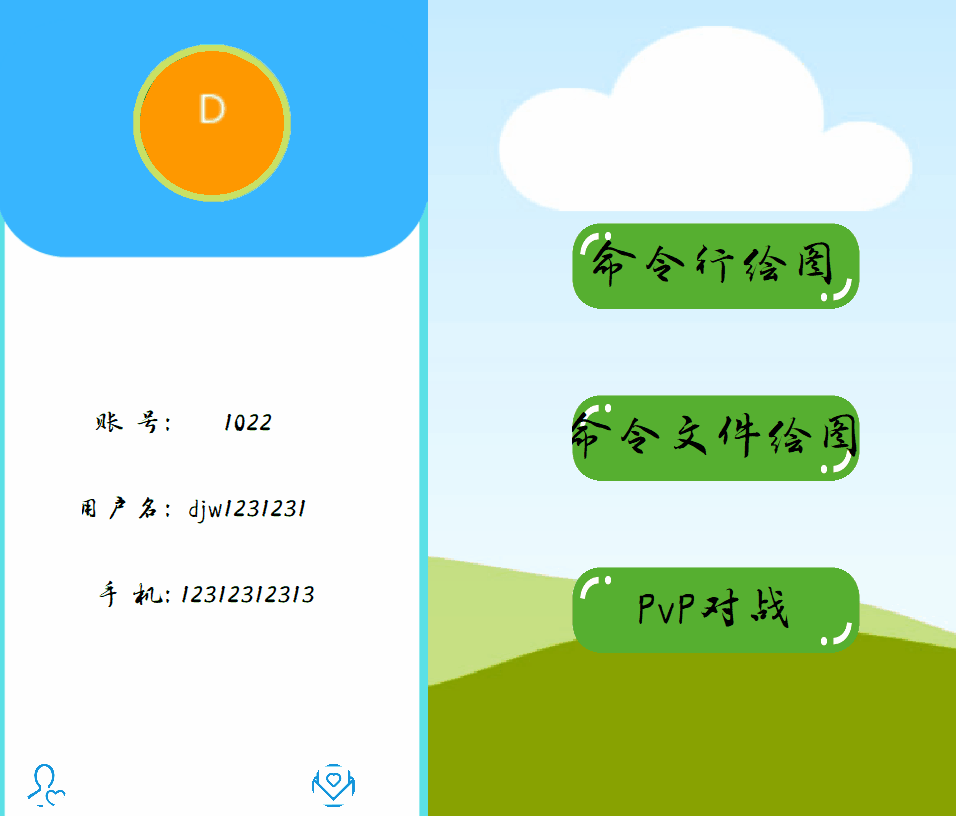 D
账 号： 1022
用 户 名： djw1231231
手 机： 12312312313
命令行绘图
命令文件绘图
PvP对战